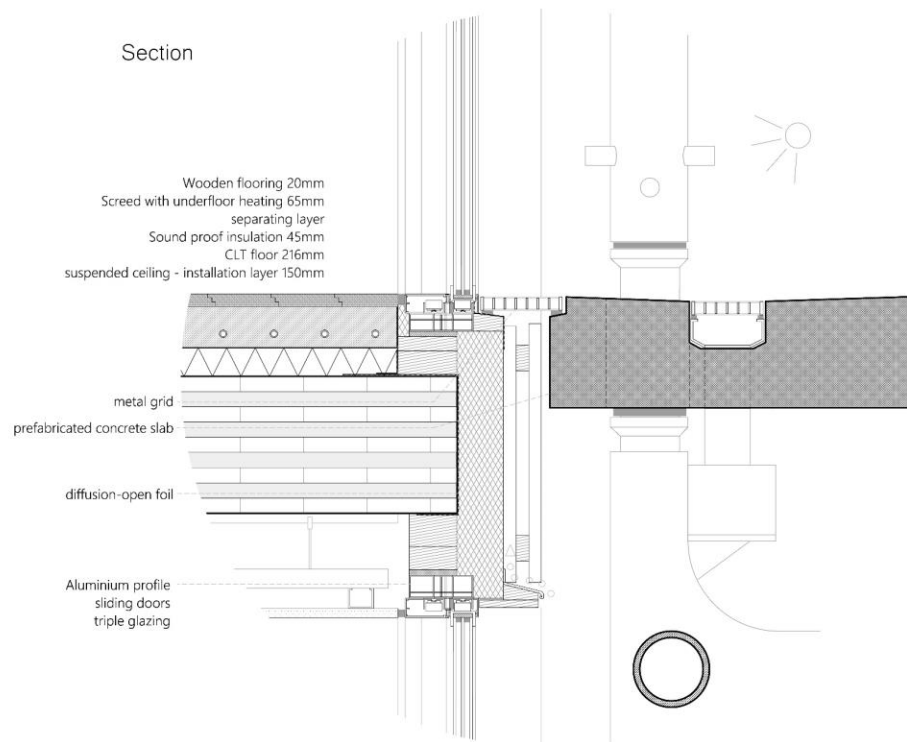 Section
Wooden flooring 20mm
Screed with underfloor heating 65mm
separating layer
Sound proof insulation 45mm
CLT floor 216mm
suspended ceiling - installation layer 150mm
metal grid
prefabricated concrete slab
diffusion-open foil
Aluminium profile
sliding doors
triple glazing